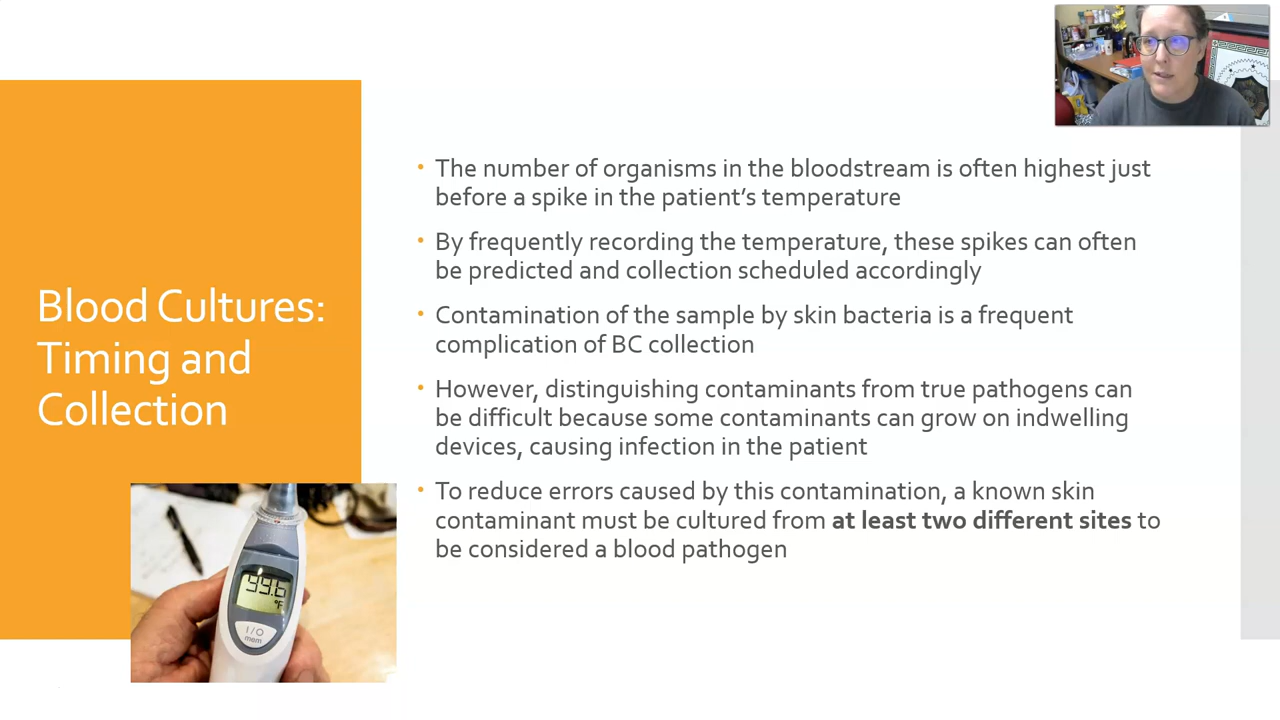 Blood Cultures:
Timing and
Collection
• The number of organisms in the bloodstream is often highest just
before a spike in the patient’s temperature
• By frequently recording the temperature, these spikes can often
be predicted and collection scheduled accordingly
• Contamination of the sample by skin bacteria is a frequent
complication of BC collection
• However, distinguishing contaminants from true pathogens can
be difficult because some contaminants can grow on indwelling
devices, causing infection in the patient
• To reduce errors caused by this contamination, a known skin
contaminant must be cultured from at least two different sites to
be considered a blood pathogen
99.6
°F
I/O
mem